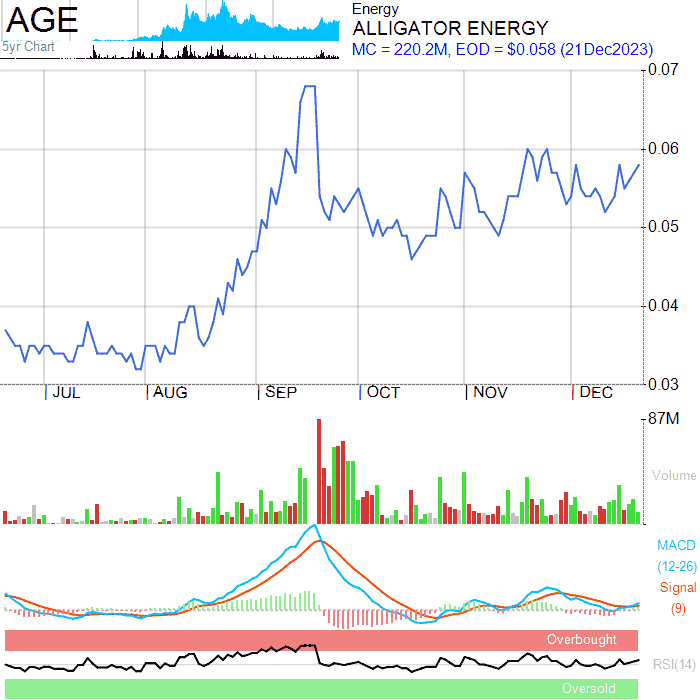 AGE
5yr Chart
Energy
ALLIGATOR ENERGY
MC = 220.2M, EOD = $0.058 (21Dec2023)
0.07
0.06
0.05
0.04
0.03
JUL AUG SEP OCT NOV DEC
87M
Volume
MACD
(12-26)
Signal
(9)
Overbought
RSI(14)
Oversold